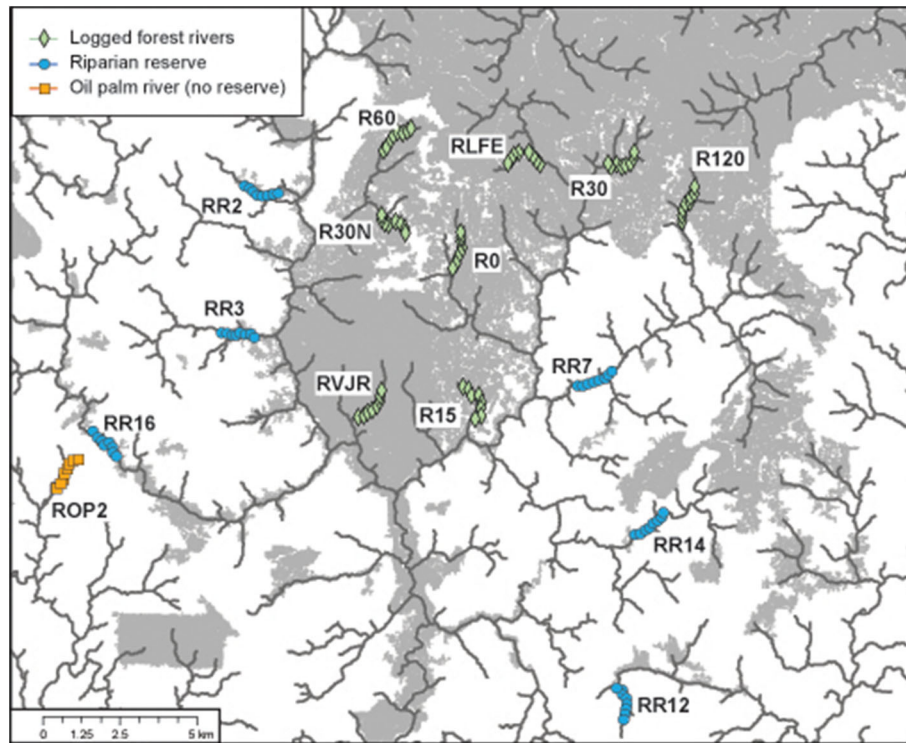 Logged forest rivers
Riparian reserve
Oil palm river (no reserve)
R60
RLFE
R120
R30
RR2
R30N
R0
RR3
RR7
RVJR
R15
RR16
ROP2
RR14
RR12
0 1.25 2.5 5 km